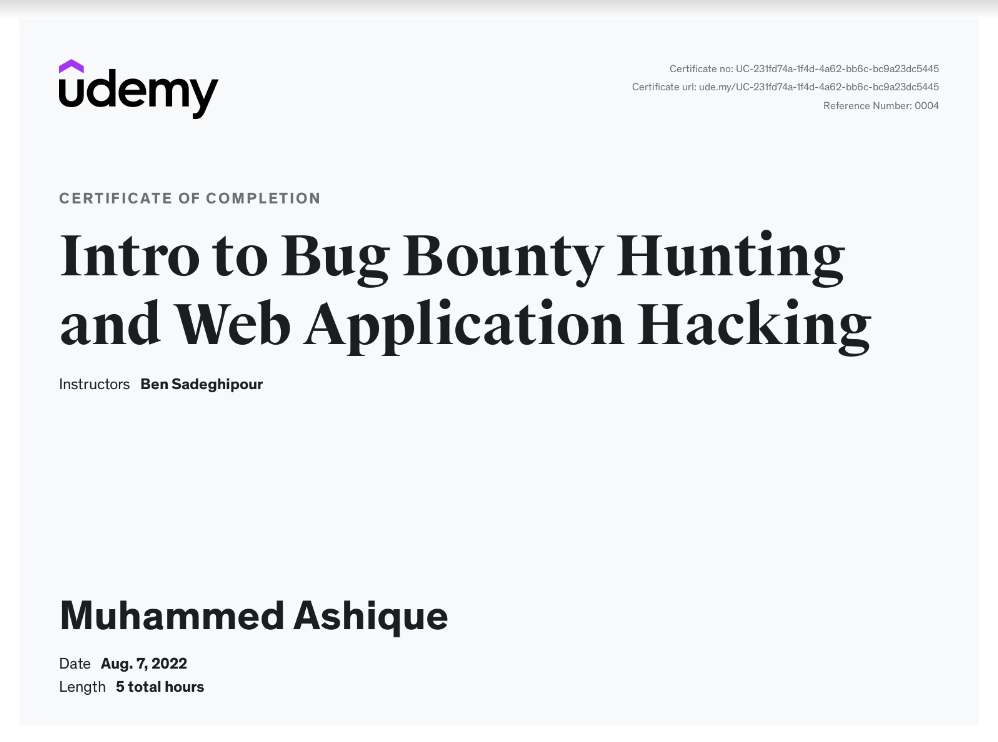 udemy
Certificate no: UC-231fd74a-1f4d-4a62-bb6c-bc9a23dc5445
Certificate url: ude.my/UC-231fd74a-1f4d-4a62-bb6c-bc9a23dc5445
Reference Number: 0004
CERTIFICATE OF COMPLETION
Intro to Bug Bounty Hunting
and Web Application Hacking
Instructors Ben Sadeghipour
Muhammed Ashique
Date Aug. 7, 2022
Length 5 total hours